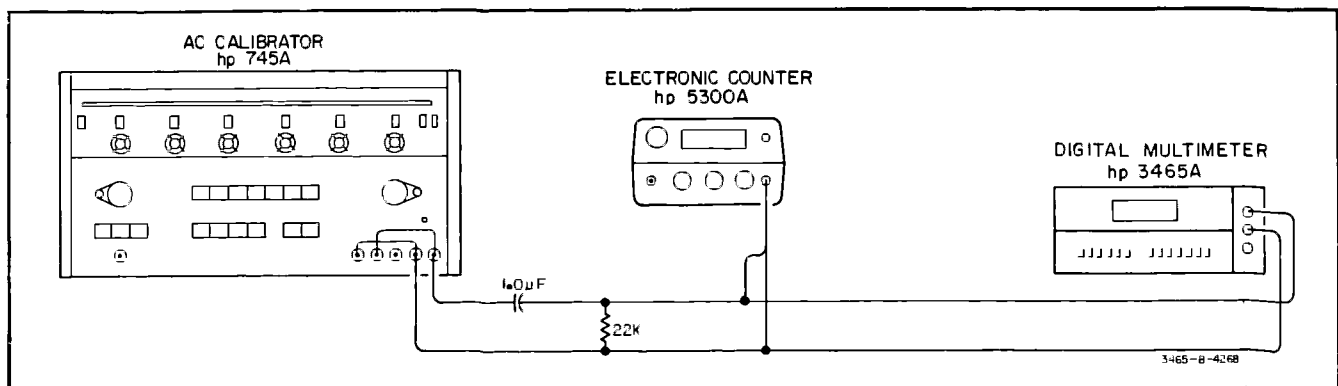 AC CALIBRATOR
hp 745A
ELECTRONIC COUNTER
hp 5300A
DIGITAL MULTIMETER
hp 3465A
1.0µF
22K
3465-B-4268